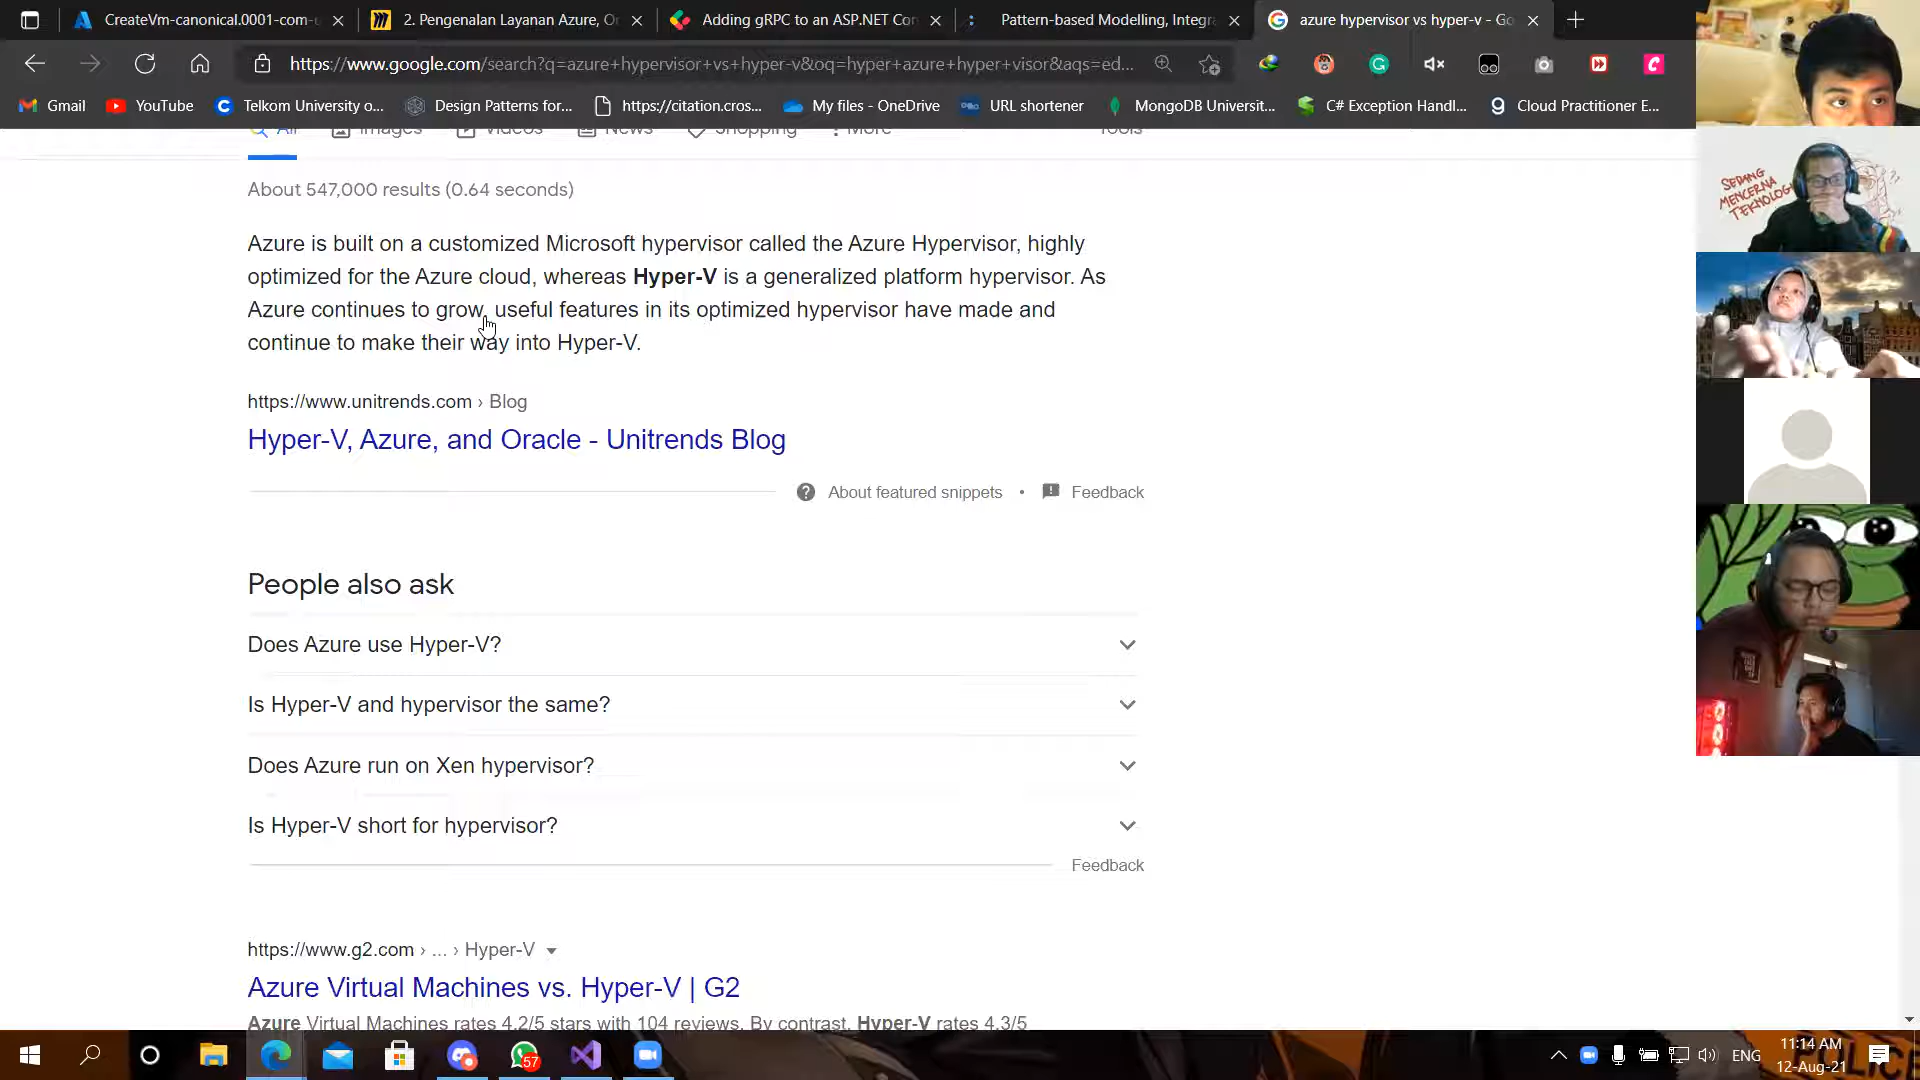 CreateVm-canonical.0001-com-u
2. Pengenalan Layanan Azure, Or
Adding gRPC to an ASP.NET Cor
Pattern-based Modelling, Integra
azure hypervisor vs hyper-v - Go
https://www.google.com/search?q=azure+hypervisor+vs+hyper-v&oq=hyper+azure+hyper+visor&aqs=ed...
Gmail
YouTube
Telkom University o...
Design Patterns for...
https://citation.cros...
My files - OneDrive
URL shortener
MongoDB Universit...
C# Exception Handl...
Cloud Practitioner E...
All
Images
Videos
News
Shopping
More
Tools
About 547,000 results (0.64 seconds)
Azure is built on a customized Microsoft hypervisor called the Azure Hypervisor, highly
optimized for the Azure cloud, whereas Hyper-V is a generalized platform hypervisor. As
Azure continues to grow, useful features in its optimized hypervisor have made and
continue to make their way into Hyper-V.
https://www.unitrends.com › Blog
Hyper-V, Azure, and Oracle - Unitrends Blog
About featured snippets • Feedback
People also ask
Does Azure use Hyper-V?
Is Hyper-V and hypervisor the same?
Does Azure run on Xen hypervisor?
Is Hyper-V short for hypervisor?
Feedback
https://www.g2.com › ... › Hyper-V
Azure Virtual Machines vs. Hyper-V | G2
Azure Virtual Machines rates 4.2/5 stars with 104 reviews. By contrast, Hyper-V rates 4.3/5
SEDANG
MENCERNA
TEKNOLOGI
57
ENG
11:14 AM
12-Aug-21